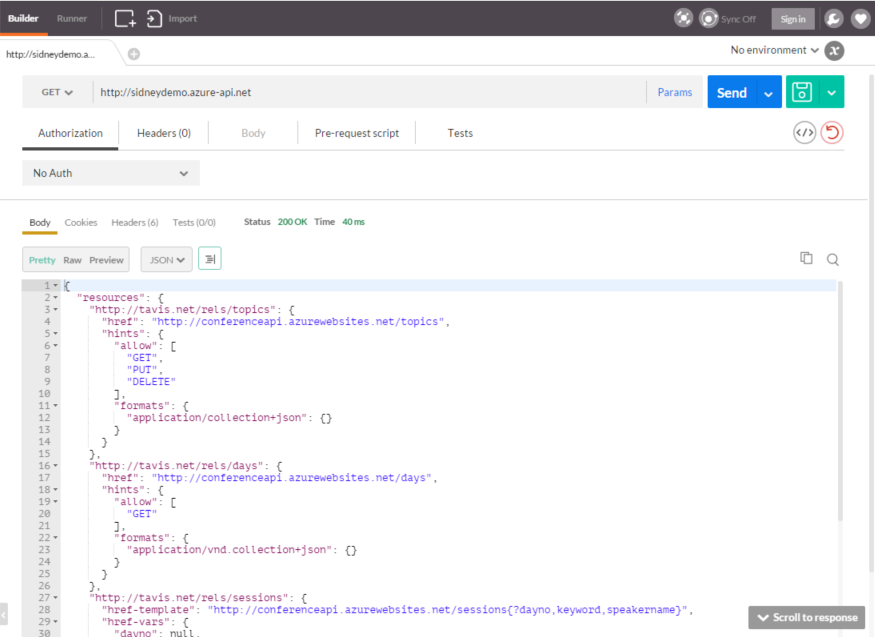 Builder Runner Import Sync Off Sign in
http://sidneydemo.a... No environment
GET http://sidneydemo.azure-api.net Params Send
Authorization Headers (0) Body Pre-request script Tests
No Auth
Body Cookies Headers (6) Tests (0/0) Status 200 OK Time 40 ms
Pretty Raw Preview JSON
1 {
2 "resources": {
3 "http://tavis.net/rels/topics": {
4 "href": "http://conferenceapi.azurewebsites.net/topics",
5 "hints": {
6 "allow": [
7 "GET",
8 "PUT",
9 "DELETE"
10 ],
11 "formats": {
12 "application/collection+json": {}
13 }
14 }
15 },
16 "http://tavis.net/rels/days": {
17 "href": "http://conferenceapi.azurewebsites.net/days",
18 "hints": {
19 "allow": [
20 "GET"
21 ],
22 "formats": {
23 "application/vnd.collection+json": {}
24 }
25 }
26 },
27 "http://tavis.net/rels/sessions": {
28 "href-template": "http://conferenceapi.azurewebsites.net/sessions{?dayno,keyword,speakername}",
29 "href-vars": {
30 "dayno": null,
Scroll to response